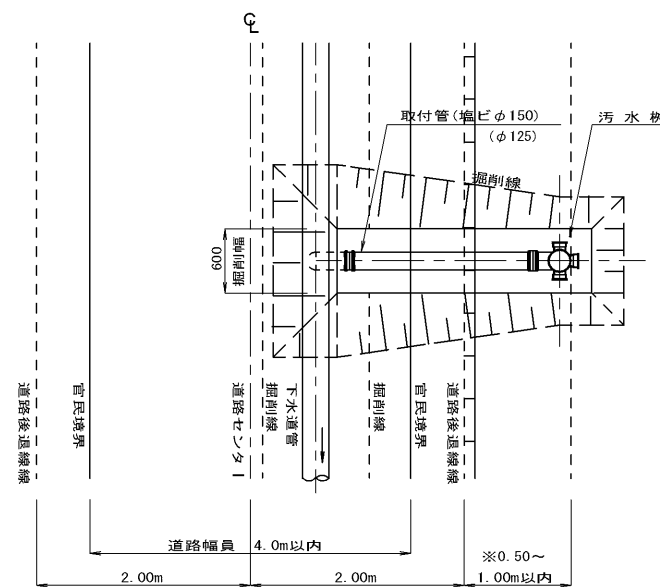 ℄
取付管(塩ビφ150)
(φ125)
汚水桝
掘削線
600
掘削幅
道路後退線線
官民境界
道路センター
掘削線
下水道管
掘削線
官民境界
道路後退線線
道路幅員 4.0m以内
※0.50～
2.00m
2.00m
1.00m以内